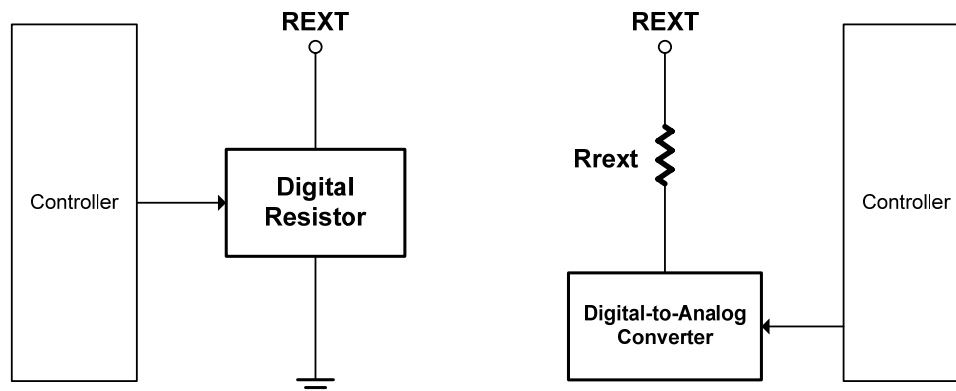 REXT
Controller
Digital
Resistor
REXT
Rrext
Digital-to-Analog
Converter
Controller